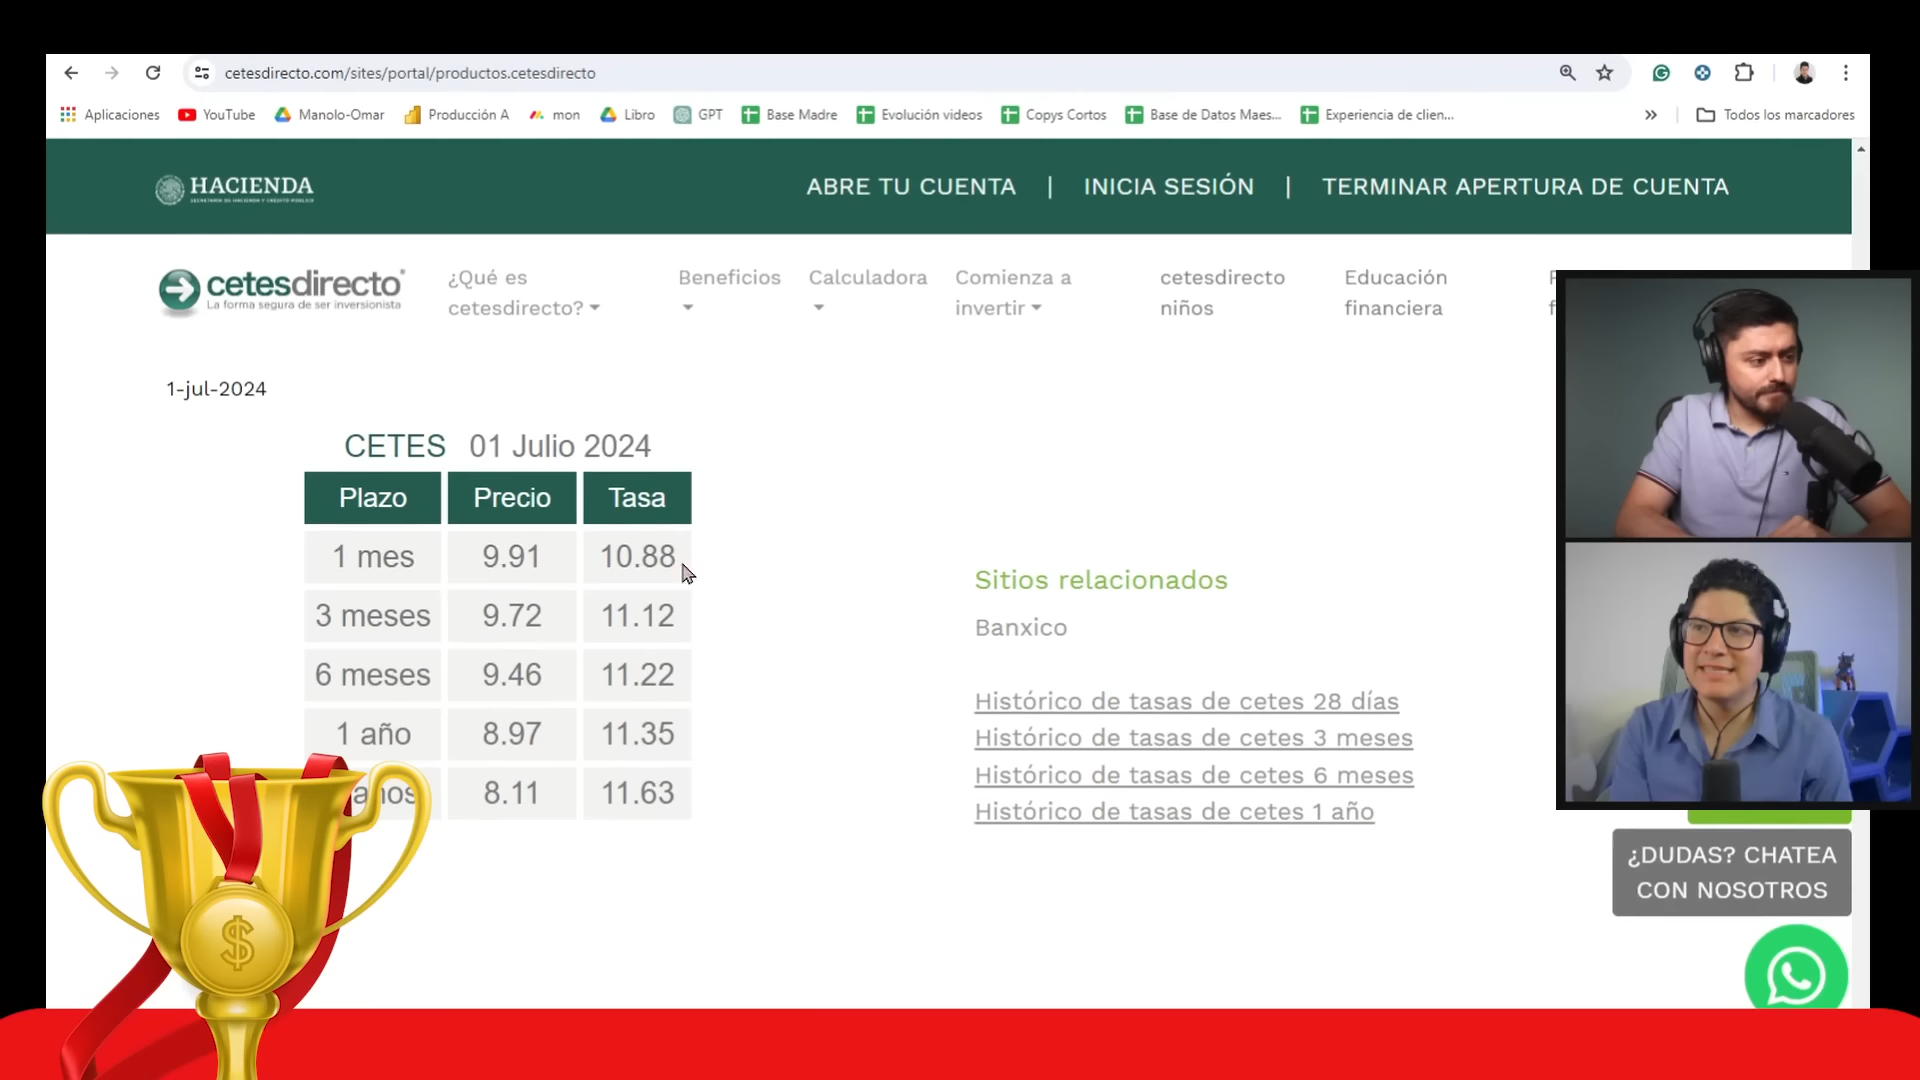 cetesdirecto.com/sites/portal/productos.cetesdirecto
Aplicaciones YouTube Manolo-Omar Producción A mon Libro GPT Base Madre Evolución videos Copys Cortos Base de Datos Maes... Experiencia de clien... » Todos los marcadores
HACIENDA
SECRETARÍA DE HACIENDA Y CRÉDITO PÚBLICO
ABRE TU CUENTA | INICIA SESIÓN | TERMINAR APERTURA DE CUENTA
cetesdirecto®
La forma segura de ser inversionista
¿Qué es
cetesdirecto?
Beneficios
Calculadora
Comienza a
invertir
cetesdirecto
niños
Educación
financiera
1-jul-2024
CETES 01 Julio 2024
Plazo Precio Tasa
1 mes 9.91 10.88
3 meses 9.72 11.12
6 meses 9.46 11.22
1 año 8.97 11.35
años 8.11 11.63
Sitios relacionados
Banxico
Histórico de tasas de cetes 28 días
Histórico de tasas de cetes 3 meses
Histórico de tasas de cetes 6 meses
Histórico de tasas de cetes 1 año
¿DUDAS? CHATEA
CON NOSOTROS
$